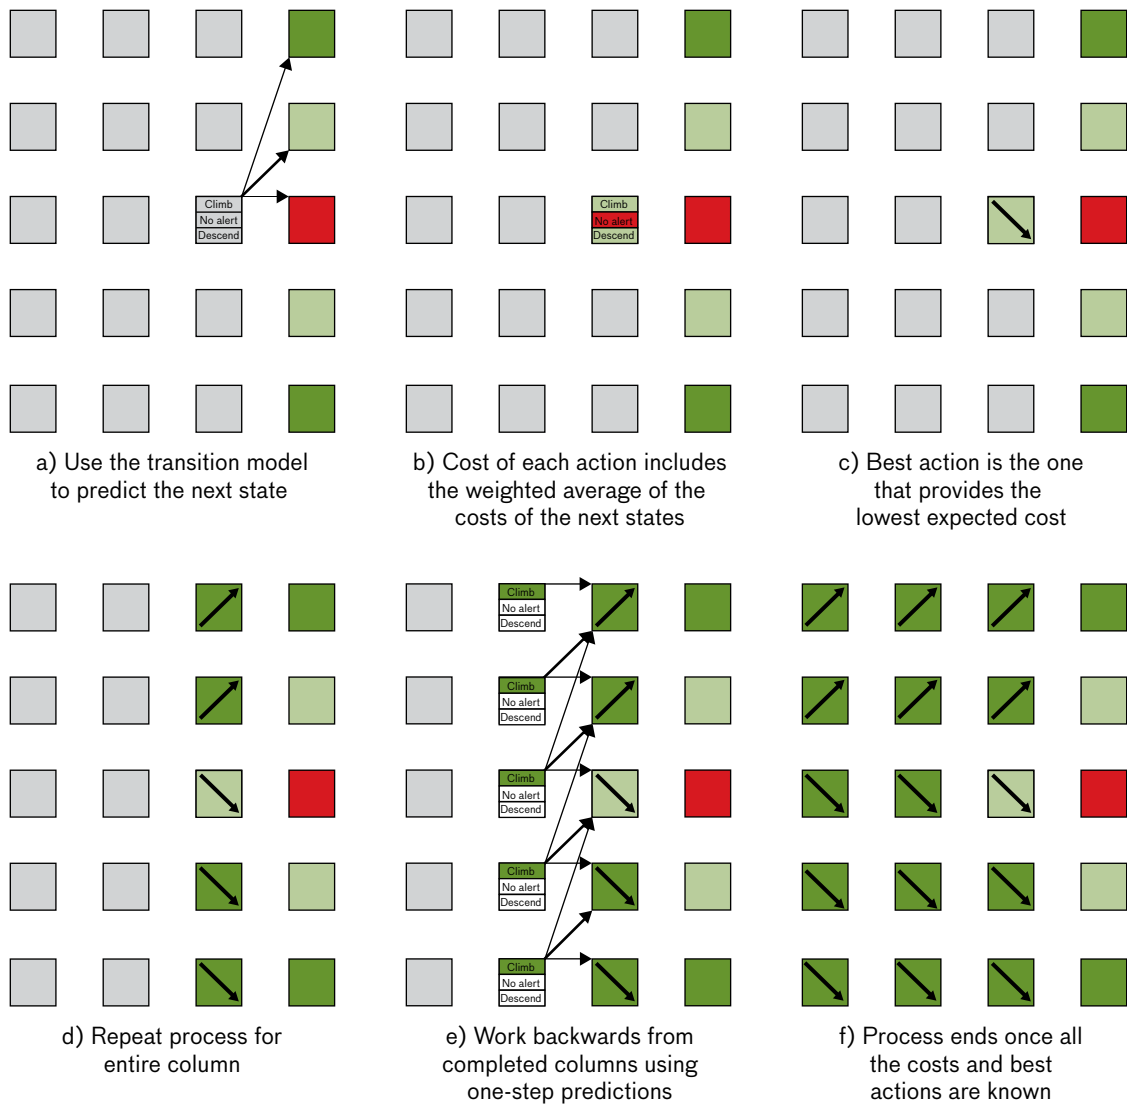 Climb
No alert
Descend
Climb
No alert
Descend
a) Use the transition model
to predict the next state
b) Cost of each action includes
the weighted average of the
costs of the next states
c) Best action is the one
that provides the
lowest expected cost
Climb
No alert
Descend
Climb
No alert
Descend
Climb
No alert
Descend
Climb
No alert
Descend
Climb
No alert
Descend
d) Repeat process for
entire column
e) Work backwards from
completed columns using
one-step predictions
f) Process ends once all
the costs and best
actions are known